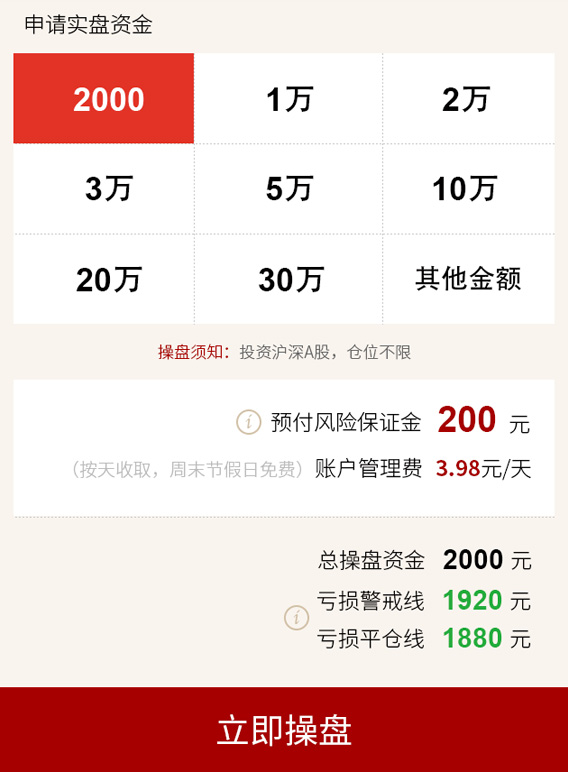 申请实盘资金
2000 1万 2万
3万 5万 10万
20万 30万 其他金额
操盘须知：投资沪深A股，仓位不限
i 预付风险保证金 200 元
（按天收取，周末节假日免费） 账户管理费 3.98元/天
总操盘资金 2000 元
亏损警戒线 1920 元
i
亏损平仓线 1880 元
立即操盘